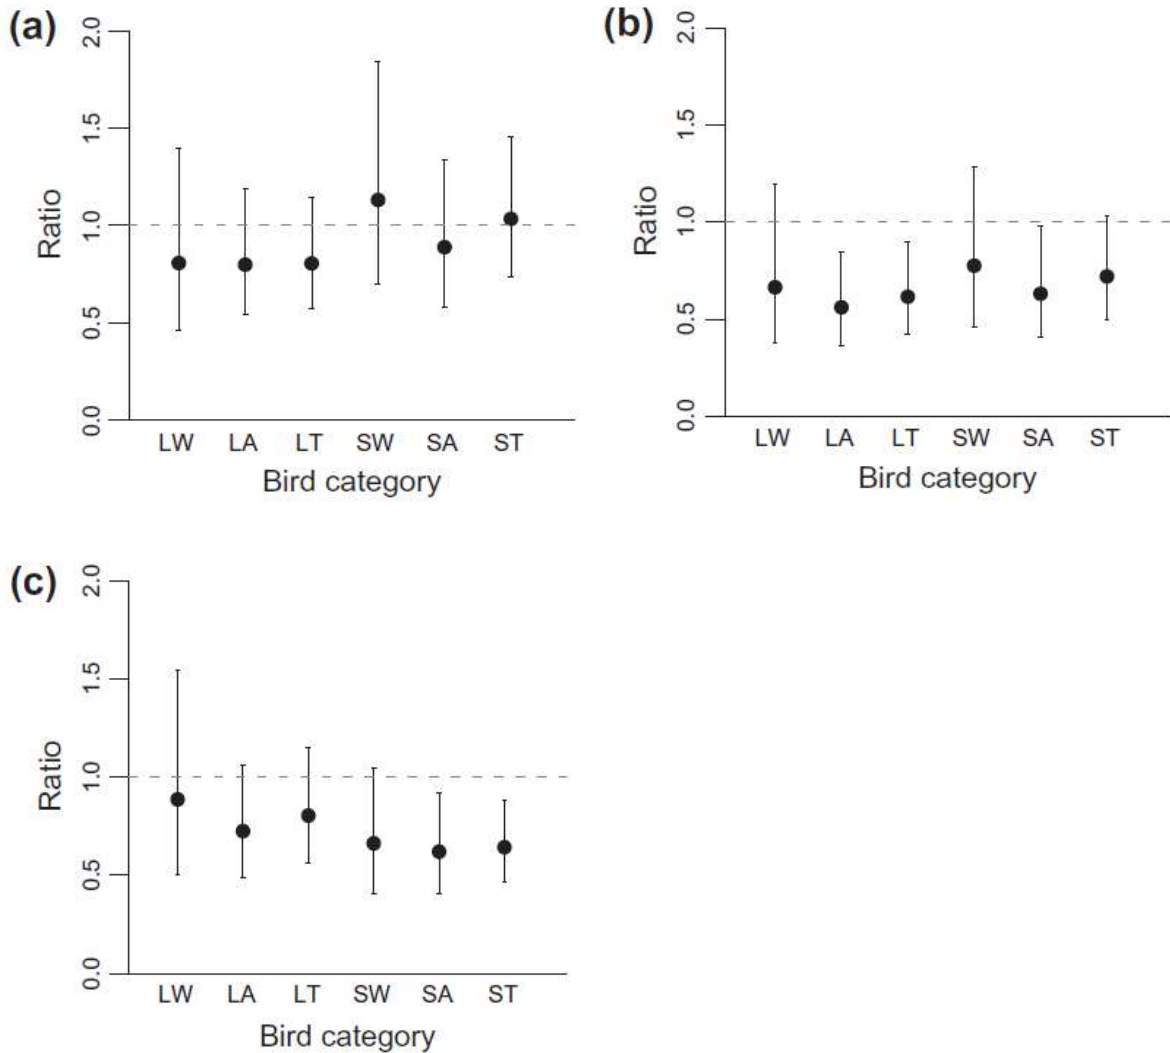 (a)
2.0
1.5
1.0
0.5
0.0
Ratio
LW LA LT SW SA ST
Bird category
(b)
2.0
1.5
1.0
0.5
0.0
Ratio
LW LA LT SW SA ST
Bird category
(c)
2.0
1.5
1.0
0.5
0.0
Ratio
LW LA LT SW SA ST
Bird category